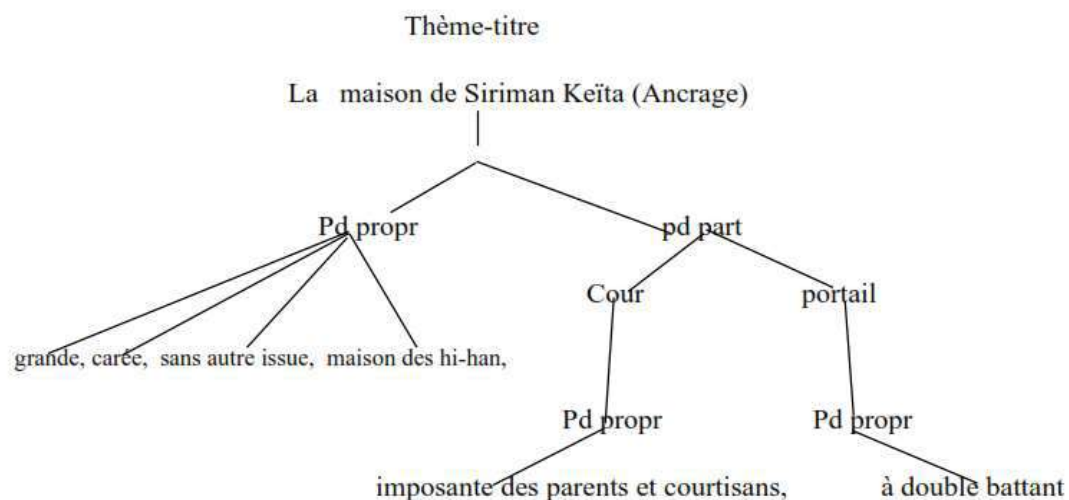 Thème-titre
La maison de Siriman Keïta (Ancrage)
Pd propr pd part
Cour portail
grande, carée, sans autre issue, maison des hi-han,
Pd propr Pd propr
imposante des parents et courtisans, à double battant